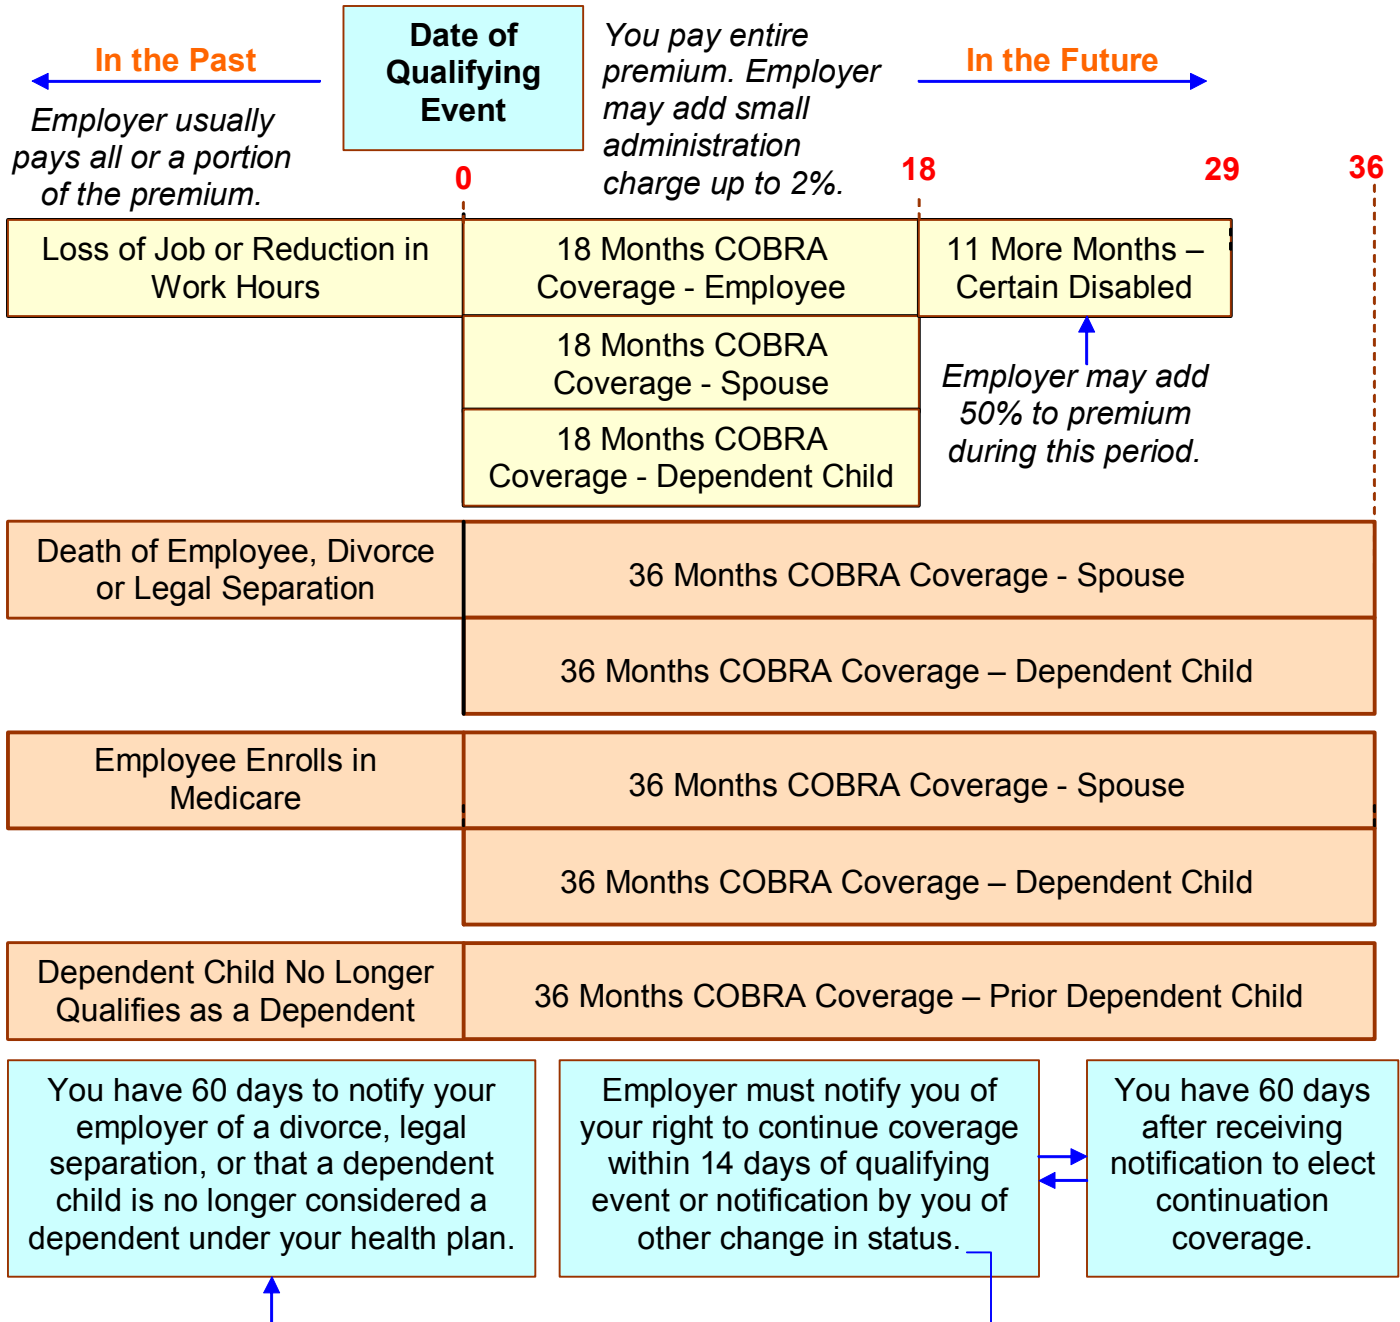 In the Past
Employer usually
pays all or a portion
of the premium.
Date of
Qualifying
Event
You pay entire
premium. Employer
may add small
administration
charge up to 2%.
In the Future
0
18
29
36
Loss of Job or Reduction in
Work Hours
18 Months COBRA
Coverage - Employee
11 More Months –
Certain Disabled
18 Months COBRA
Coverage - Spouse
Employer may add
50% to premium
during this period.
18 Months COBRA
Coverage - Dependent Child
Death of Employee, Divorce
or Legal Separation
36 Months COBRA Coverage - Spouse
36 Months COBRA Coverage – Dependent Child
Employee Enrolls in
Medicare
36 Months COBRA Coverage - Spouse
36 Months COBRA Coverage – Dependent Child
Dependent Child No Longer
Qualifies as a Dependent
36 Months COBRA Coverage – Prior Dependent Child
You have 60 days to notify your
employer of a divorce, legal
separation, or that a dependent
child is no longer considered a
dependent under your health plan.
Employer must notify you of
your right to continue coverage
within 14 days of qualifying
event or notification by you of
other change in status.
You have 60 days
after receiving
notification to elect
continuation
coverage.